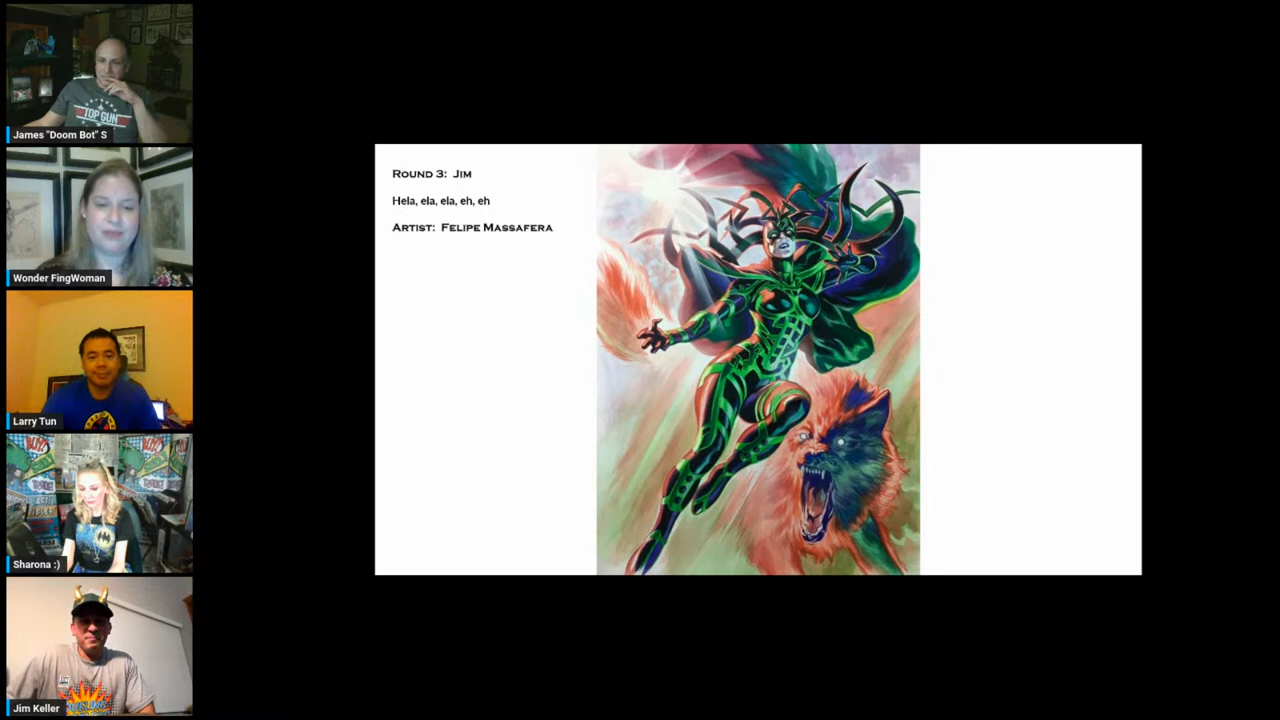 TOP GUN
James "Doom Bot" S
Wonder FingWoman
Larry Tun
Sharona :)
Jim Keller
Round 3: Jim
Hela, ela, ela, eh, eh
Artist: Felipe Massafera